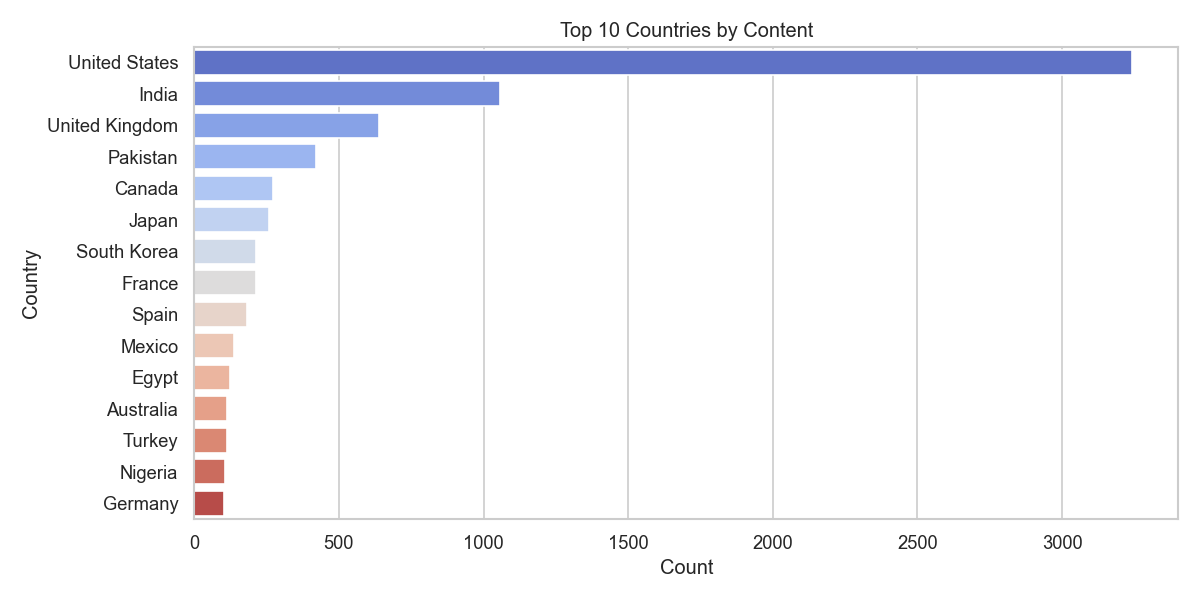 Top 10 Countries by Content
Country
United States
India
United Kingdom
Pakistan
Canada
Japan
South Korea
France
Spain
Mexico
Egypt
Australia
Turkey
Nigeria
Germany
0 500 1000 1500 2000 2500 3000
Count